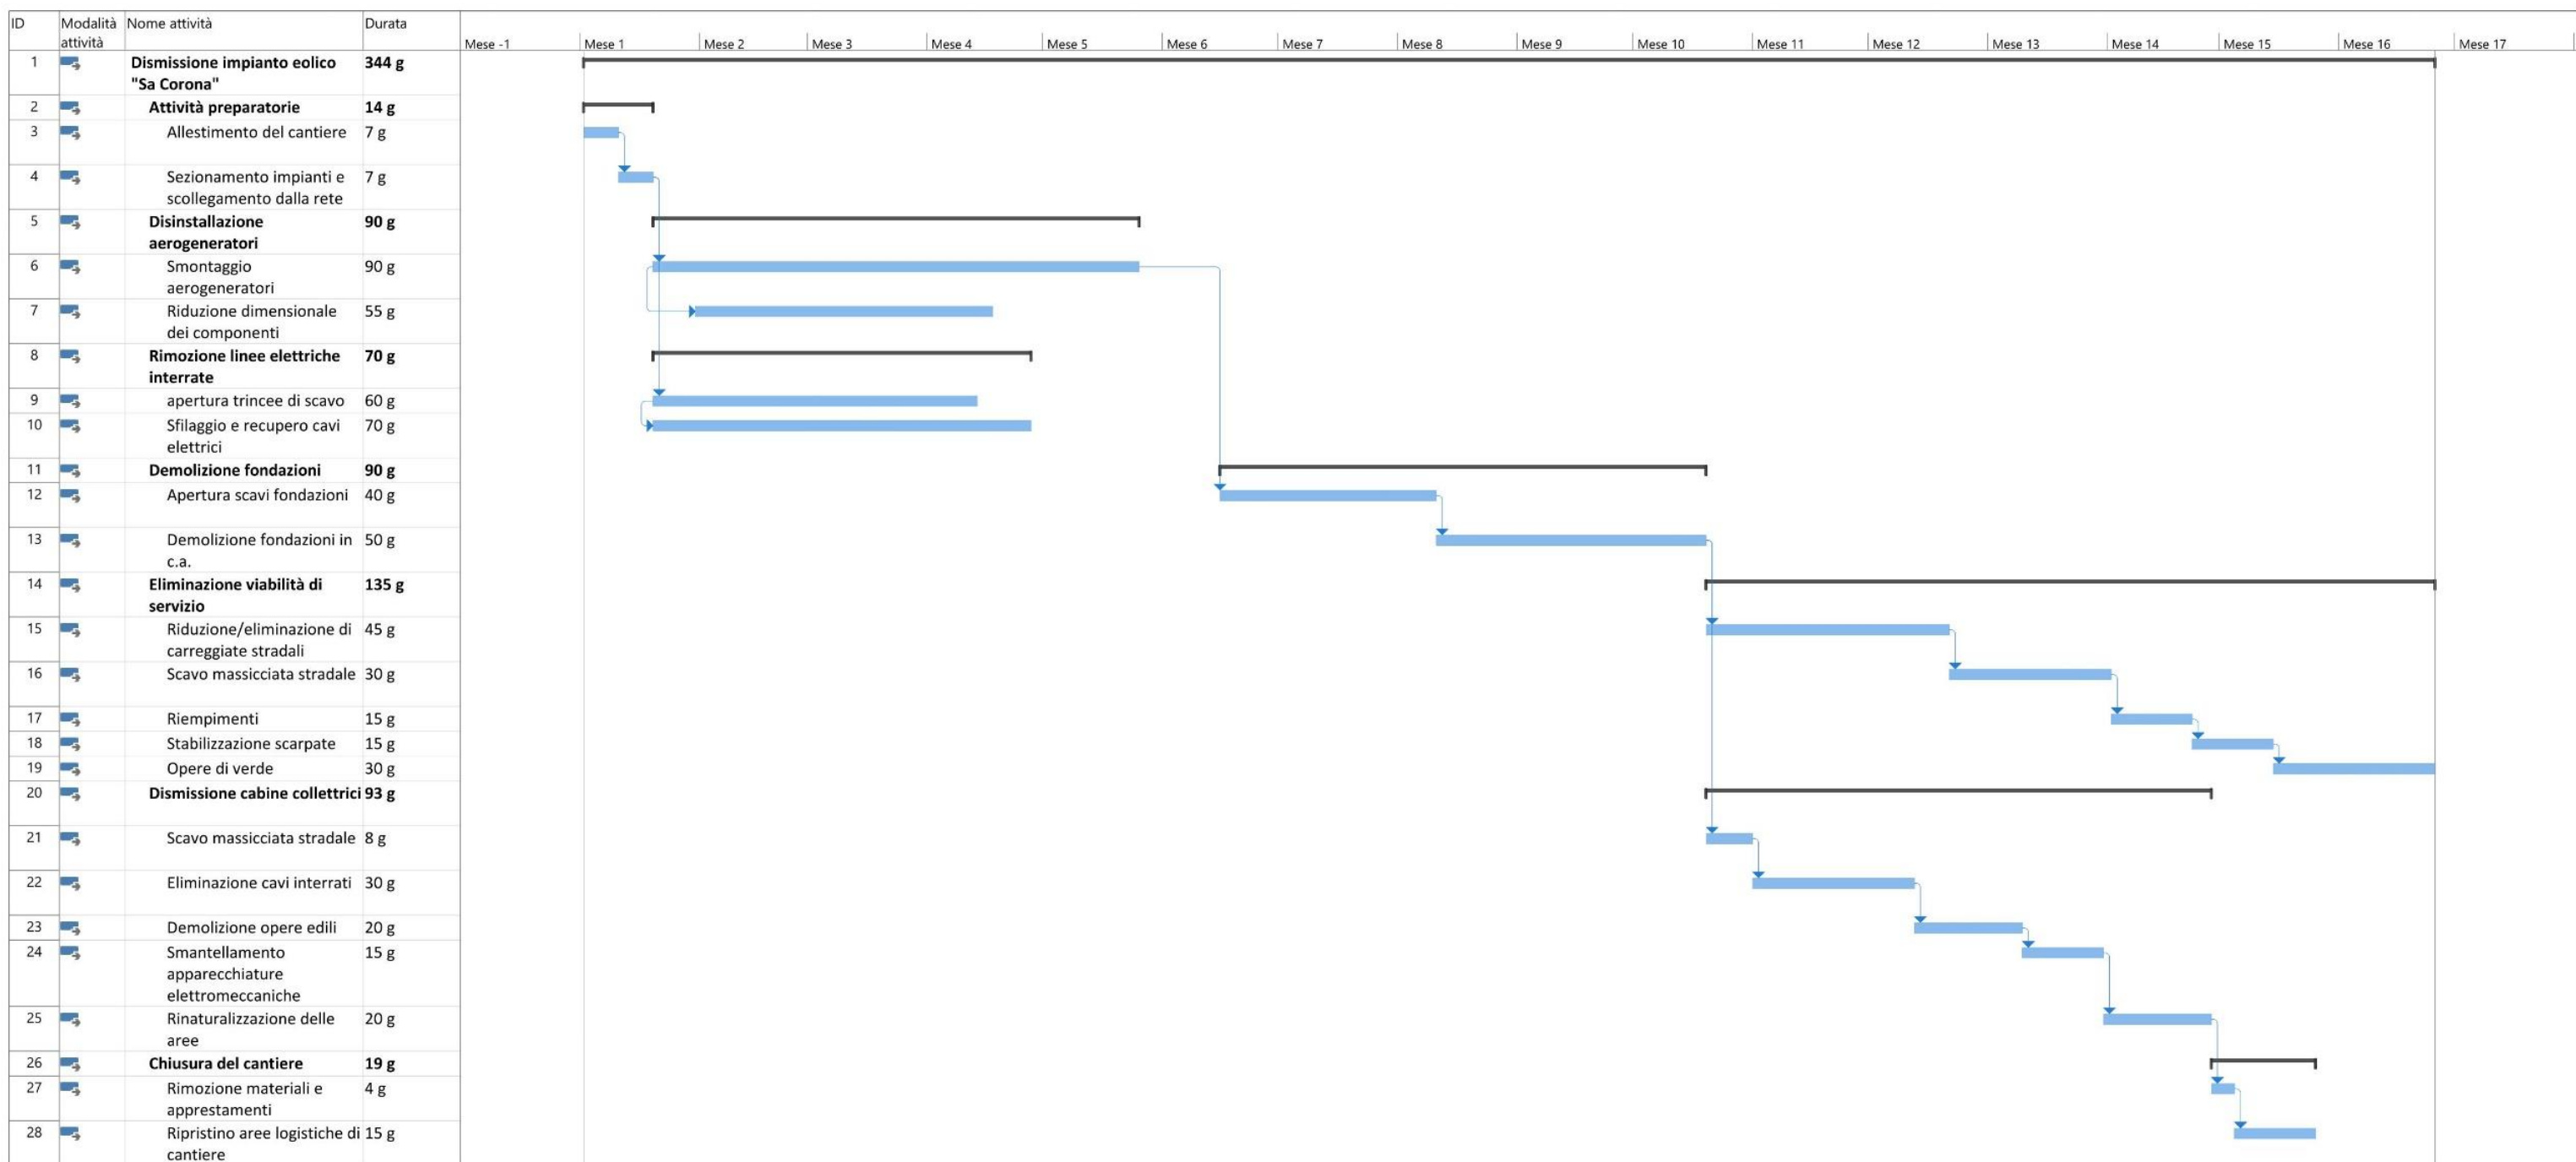 ID Modalità Nome attività Durata
attività
Mese -1 Mese 1 Mese 2 Mese 3 Mese 4 Mese 5 Mese 6 Mese 7 Mese 8 Mese 9 Mese 10 Mese 11 Mese 12 Mese 13 Mese 14 Mese 15 Mese 16 Mese 17
1 Dismissione impianto eolico 344 g
"Sa Corona"
2 Attività preparatorie 14 g
3 Allestimento del cantiere 7 g
4 Sezionamento impianti e 7 g
scollegamento dalla rete
5 Disinstallazione 90 g
aerogeneratori
6 Smontaggio 90 g
aerogeneratori
7 Riduzione dimensionale 55 g
dei componenti
8 Rimozione linee elettriche 70 g
interrate
9 apertura trincee di scavo 60 g
10 Sfilaggio e recupero cavi 70 g
elettrici
11 Demolizione fondazioni 90 g
12 Apertura scavi fondazioni 40 g
13 Demolizione fondazioni in 50 g
c.a.
14 Eliminazione viabilità di 135 g
servizio
15 Riduzione/eliminazione di 45 g
carreggiate stradali
16 Scavo massicciata stradale 30 g
17 Riempimenti 15 g
18 Stabilizzazione scarpate 15 g
19 Opere di verde 30 g
20 Dismissione cabine collettrici 93 g
21 Scavo massicciata stradale 8 g
22 Eliminazione cavi interrati 30 g
23 Demolizione opere edili 20 g
24 Smantellamento 15 g
apparecchiature
elettromeccaniche
25 Rinaturalizzazione delle 20 g
aree
26 Chiusura del cantiere 19 g
27 Rimozione materiali e 4 g
apprestamenti
28 Ripristino aree logistiche di 15 g
cantiere